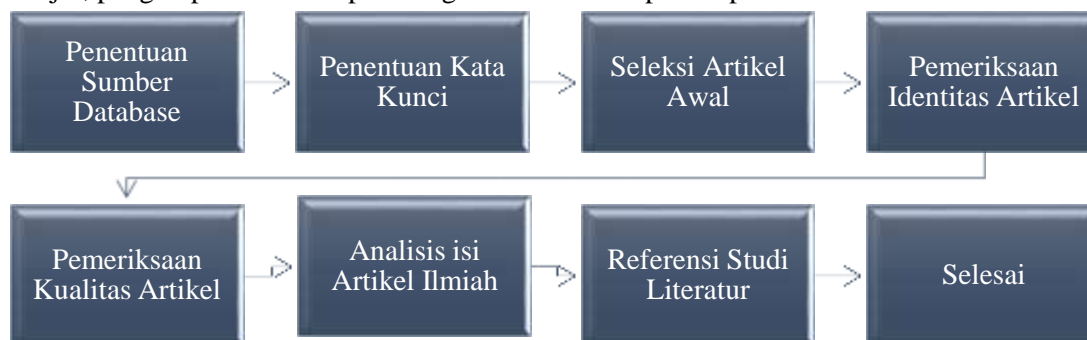 Penentuan
Sumber
Database
Penentuan Kata
Kunci
Seleksi Artikel
Awal
Pemeriksaan
Identitas Artikel
Pemeriksaan
Kualitas Artikel
Analisis isi
Artikel Ilmiah
Referensi Studi
Literatur
Selesai